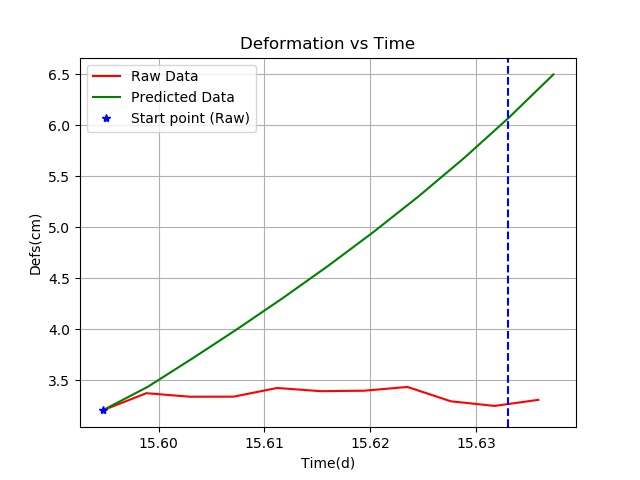 Deformation vs Time
Raw Data
Predicted Data
Start point (Raw)
6.5
6.0
5.5
5.0
4.5
4.0
3.5
Defs(cm)
15.60 15.61 15.62 15.63
Time(d)